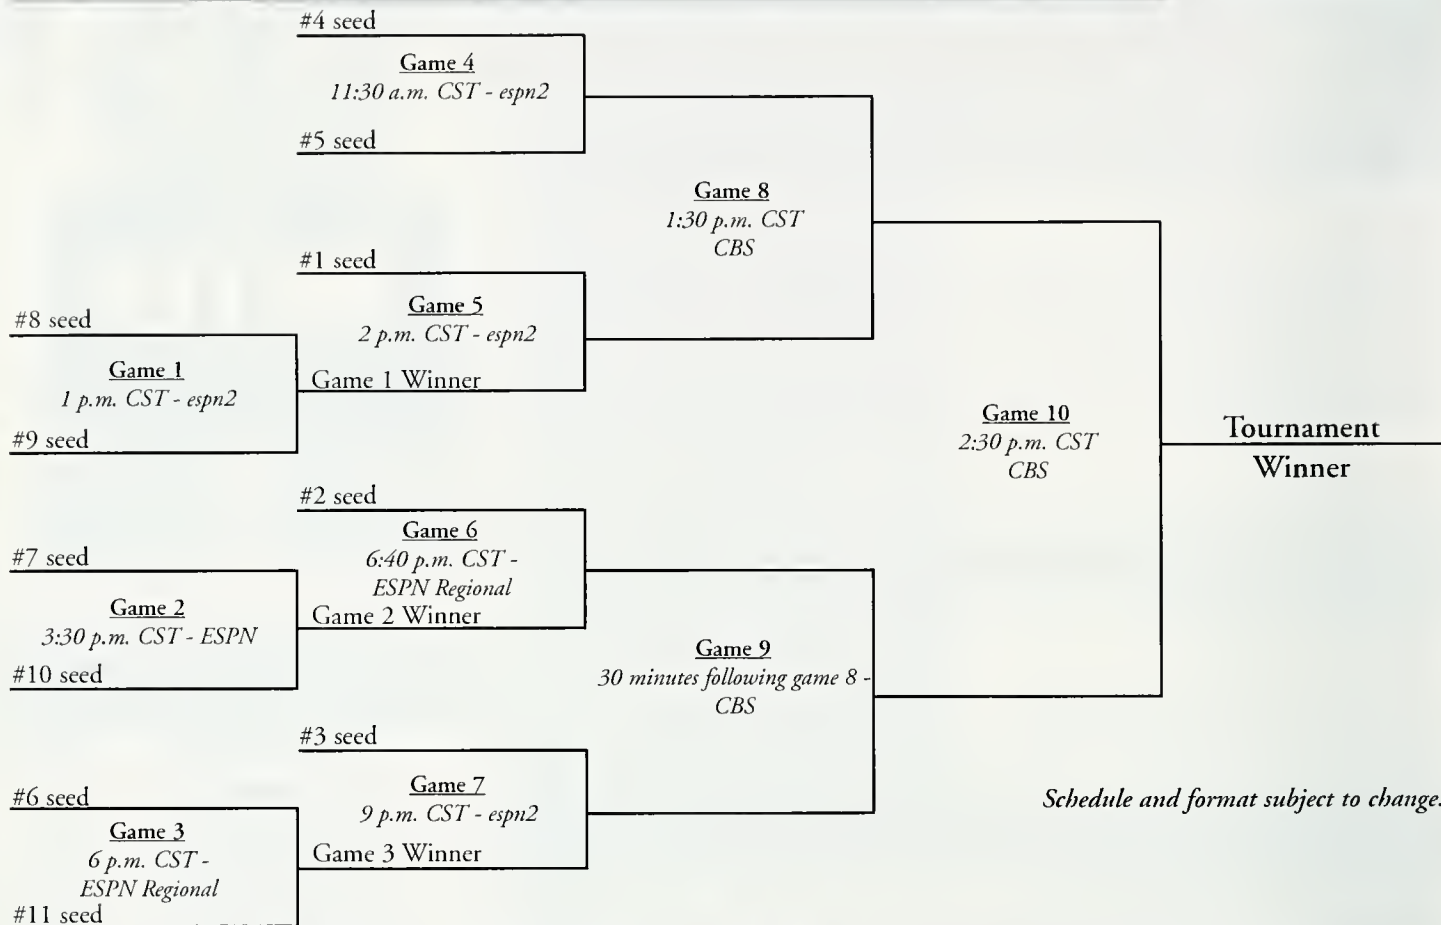 #4 seed
Game 4
11:30 a.m. CST - espn2
#5 seed
Game 8
1:30 p.m. CST
CBS
#1 seed
Game 5
2 p.m. CST - espn2
Game 1 Winner
#8 seed
Game 1
1 p.m. CST - espn2
#9 seed
Game 10
2:30 p.m. CST
CBS
Tournament
Winner
#2 seed
Game 6
6:40 p.m. CST -
ESPN Regional
Game 2 Winner
#7 seed
Game 2
3:30 p.m. CST - ESPN
#10 seed
Game 9
30 minutes following game 8 -
CBS
#3 seed
Game 7
9 p.m. CST - espn2
Game 3 Winner
#6 seed
Game 3
6 p.m. CST -
ESPN Regional
#11 seed
Schedule and format subject to change.